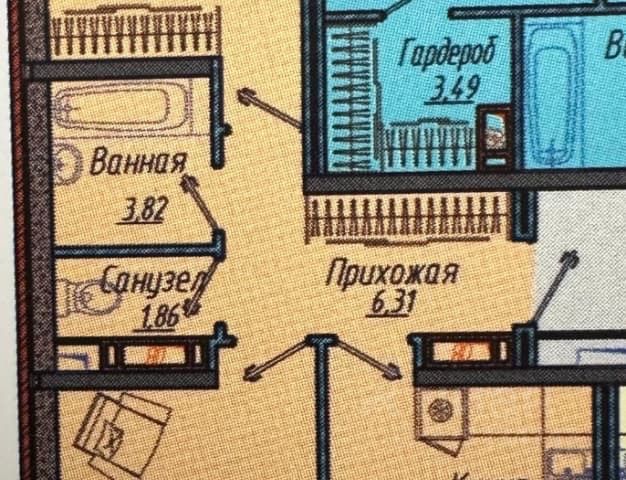 Гардероб
3,49
Ванная
3,82
Прихожая
6,31
Санузел
1,86